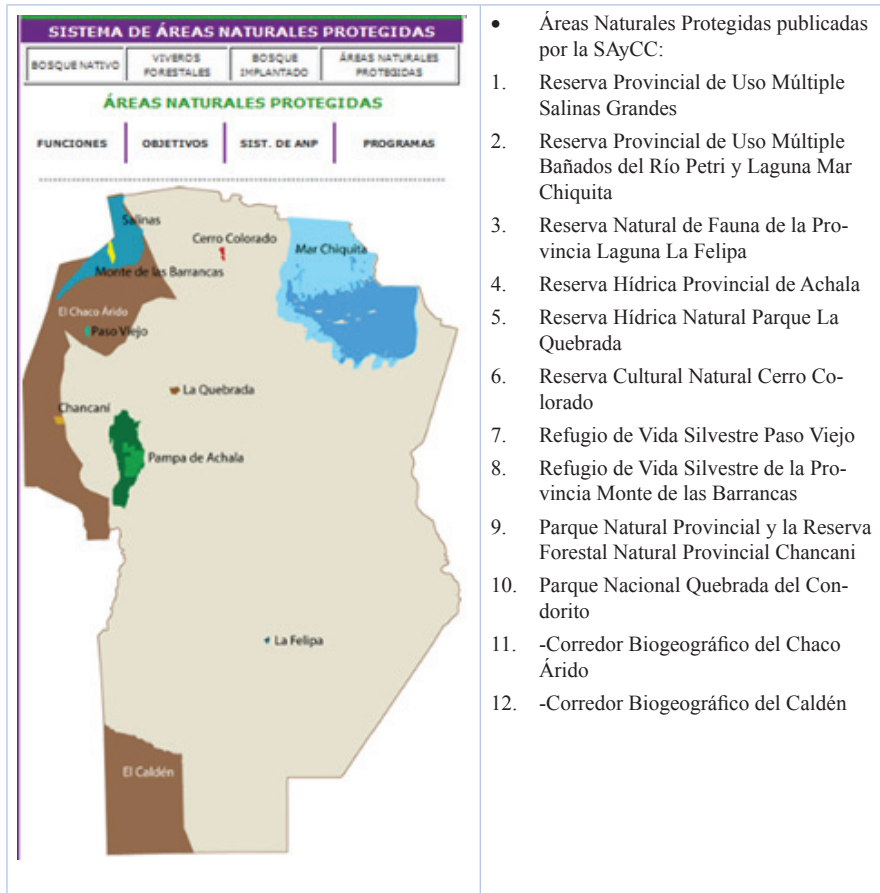 SISTEMA DE ÁREAS NATURALES PROTEGIDAS
BOSQUE NATIVO
VIVEROS
FORESTALES
BOSQUE
IMPLANTADO
ÁREAS NATURALES
PROTEGIDAS
ÁREAS NATURALES PROTEGIDAS
FUNCIONES
OBJETIVOS
SIST. DE ANP
PROGRAMAS
Salinas
Cerro Colorado
Mar Chiquita
Monte de las Barrancas
El Chaco Árido
Paso Viejo
La Quebrada
Chancaní
Pampa de Achala
La Felipa
El Caldén
• Áreas Naturales Protegidas publicadas
por la SAyCC:
1. Reserva Provincial de Uso Múltiple
Salinas Grandes
2. Reserva Provincial de Uso Múltiple
Bañados del Río Petri y Laguna Mar
Chiquita
3. Reserva Natural de Fauna de la Pro-
vincia Laguna La Felipa
4. Reserva Hídrica Provincial de Achala
5. Reserva Hídrica Natural Parque La
Quebrada
6. Reserva Cultural Natural Cerro Co-
lorado
7. Refugio de Vida Silvestre Paso Viejo
8. Refugio de Vida Silvestre de la Pro-
vincia Monte de las Barrancas
9. Parque Natural Provincial y la Reserva
Forestal Natural Provincial Chancani
10. Parque Nacional Quebrada del Con-
dorito
11. -Corredor Biogeográfico del Chaco
Árido
12. -Corredor Biogeográfico del Caldén